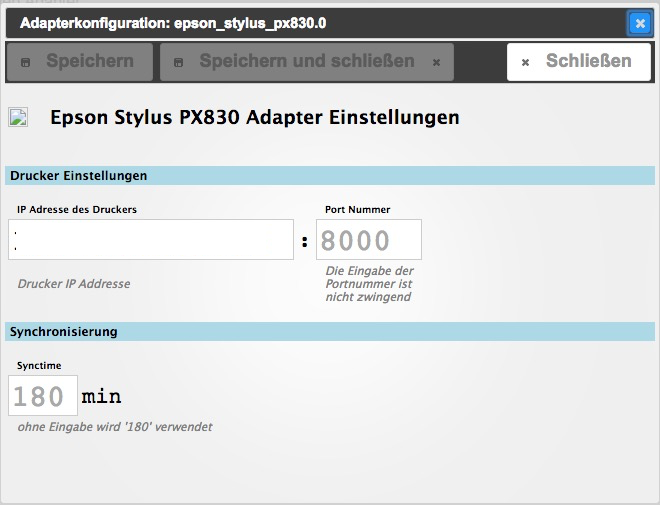 Adapterkonfiguration: epson_stylus_px830.0
Speichern
Speichern und schließen
Schließen
Epson Stylus PX830 Adapter Einstellungen
Drucker Einstellungen
IP Adresse des Druckers
Port Nummer
:
8000
Drucker IP Addresse
Die Eingabe der
Portnummer ist
nicht zwingend
Synchronisierung
Synctime
180 min
ohne Eingabe wird '180' verwendet